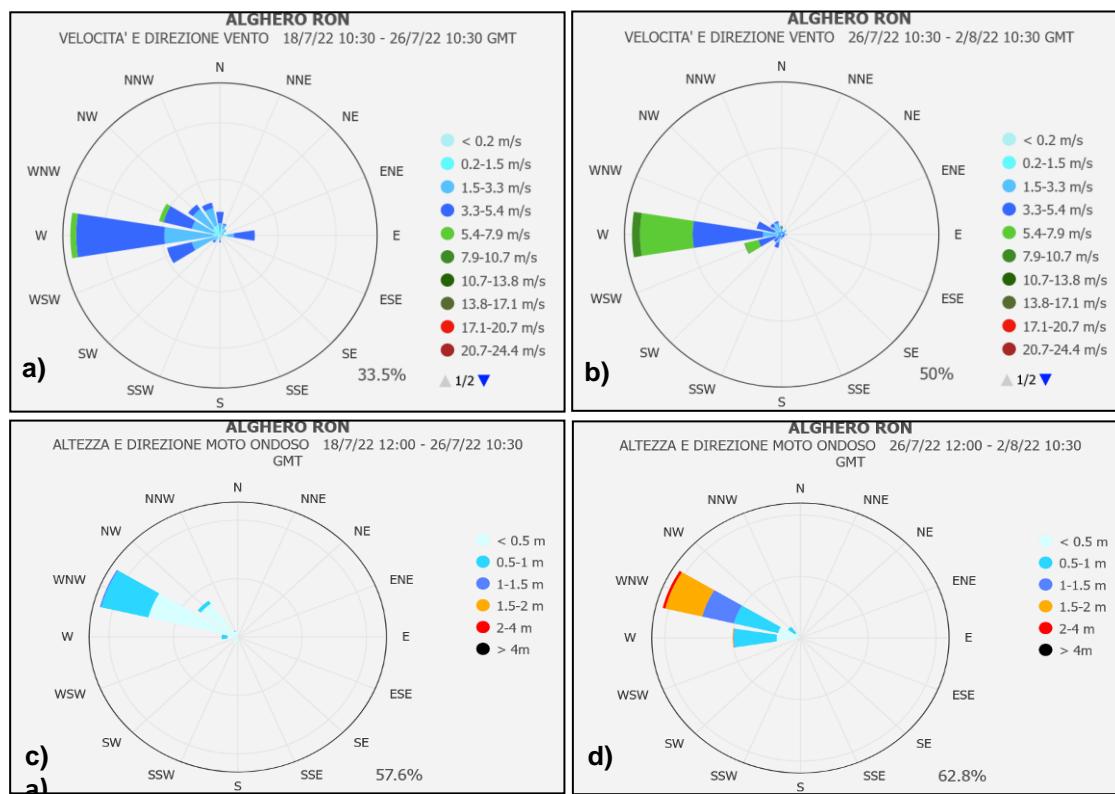 ALGHERO RON
VELOCITA' E DIREZIONE VENTO 18/7/22 10:30 - 26/7/22 10:30 GMT
N
NNW
NNE
NW
NE
WNW
ENE
W
E
WSW
ESE
SW
SE
SSW
SSE
S
< 0.2 m/s
0.2-1.5 m/s
1.5-3.3 m/s
3.3-5.4 m/s
5.4-7.9 m/s
7.9-10.7 m/s
10.7-13.8 m/s
13.8-17.1 m/s
17.1-20.7 m/s
20.7-24.4 m/s
1/2
33.5%
a)
ALGHERO RON
VELOCITA' E DIREZIONE VENTO 26/7/22 10:30 - 2/8/22 10:30 GMT
N
NNW
NNE
NW
NE
WNW
ENE
W
E
WSW
ESE
SW
SE
SSW
SSE
S
< 0.2 m/s
0.2-1.5 m/s
1.5-3.3 m/s
3.3-5.4 m/s
5.4-7.9 m/s
7.9-10.7 m/s
10.7-13.8 m/s
13.8-17.1 m/s
17.1-20.7 m/s
20.7-24.4 m/s
1/2
50%
b)
ALGHERO RON
ALTEZZA E DIREZIONE MOTO ONDOSO 18/7/22 12:00 - 26/7/22 10:30
GMT
N
NNW
NNE
NW
NE
WNW
ENE
W
E
WSW
ESE
SW
SE
SSW
SSE
S
< 0.5 m
0.5-1 m
1-1.5 m
1.5-2 m
2-4 m
> 4m
57.6%
c)
a)
ALGHERO RON
ALTEZZA E DIREZIONE MOTO ONDOSO 26/7/22 12:00 - 2/8/22 10:30
GMT
N
NNW
NNE
NW
NE
WNW
ENE
W
E
WSW
ESE
SW
SE
SSW
SSE
S
< 0.5 m
0.5-1 m
1-1.5 m
1.5-2 m
2-4 m
> 4m
62.8%
d)